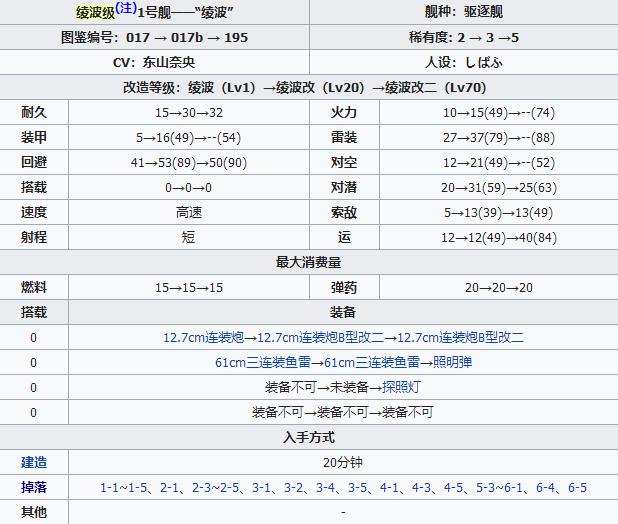 绫波级(注)1号舰——“绫波” 舰种：驱逐舰
图鉴编号：017 → 017b → 195 稀有度: 2 → 3 →5
CV：东山奈央 人设：しばふ
改造等级：绫波（Lv1）→绫波改（Lv20）→绫波改二（Lv70）
耐久 15→30→32 火力 10→15(49)→--(74)
装甲 5→16(49)→--(54) 雷装 27→37(79)→--(88)
回避 41→53(89)→50(90) 对空 12→21(49)→--(52)
搭载 0→0→0 对潜 20→31(59)→25(63)
速度 高速 索敌 5→13(39)→13(49)
射程 短 运 12→12(49)→40(84)
最大消费量
燃料 15→15→15 弹药 20→20→20
搭载 装备
0 12.7cm连装炮→12.7cm连装炮B型改二→12.7cm连装炮B型改二
0 61cm三连装鱼雷→61cm三连装鱼雷→照明弹
0 装备不可→未装备→探照灯
0 装备不可→装备不可→装备不可
入手方式
建造 20分钟
掉落 1-1~1-5、2-1、2-3~2-5、3-1、3-2、3-4、3-5、4-1、4-3、4-5、5-3~6-1、6-4、6-5
其他 -